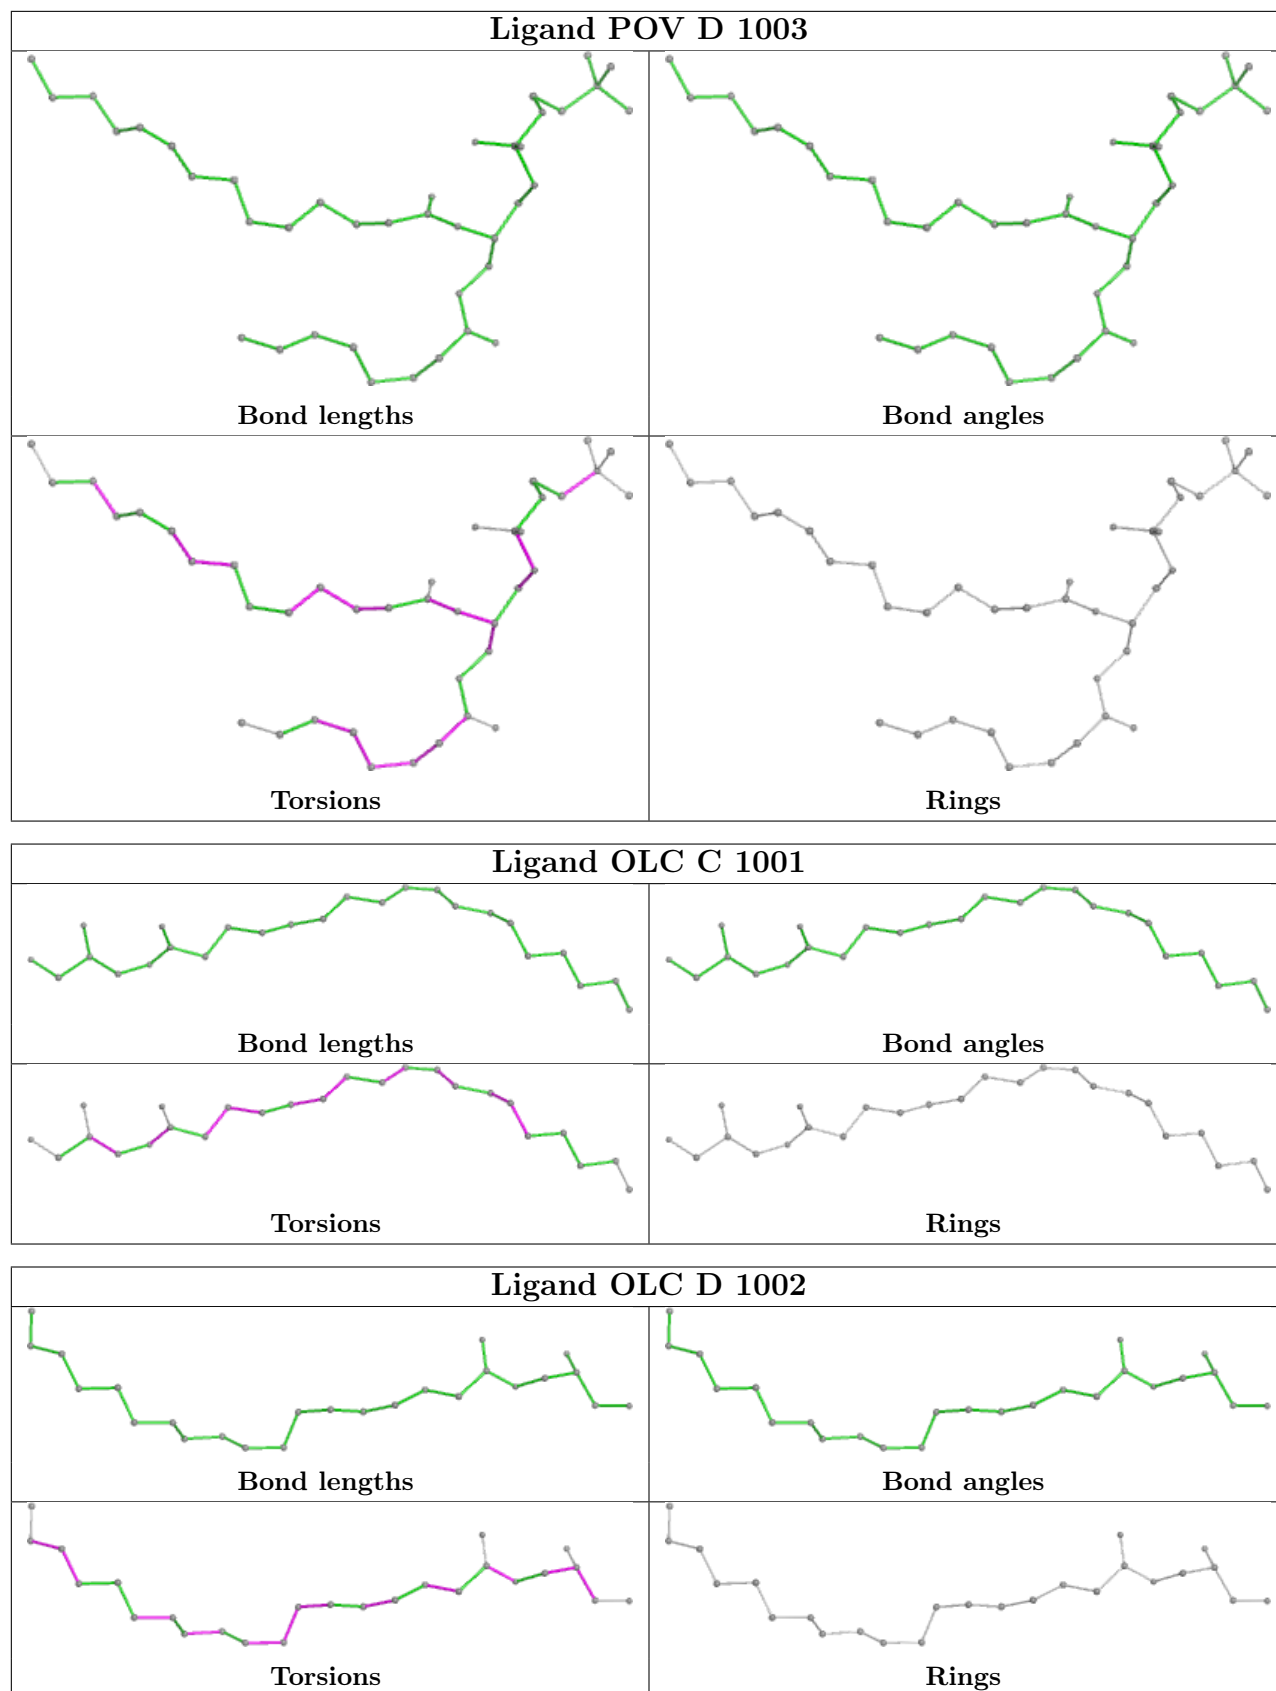 Ligand POV D 1003
Bond lengths
Bond angles
Torsions
Rings
Ligand OLC C 1001
Bond lengths
Bond angles
Torsions
Rings
Ligand OLC D 1002
Bond lengths
Bond angles
Torsions
Rings